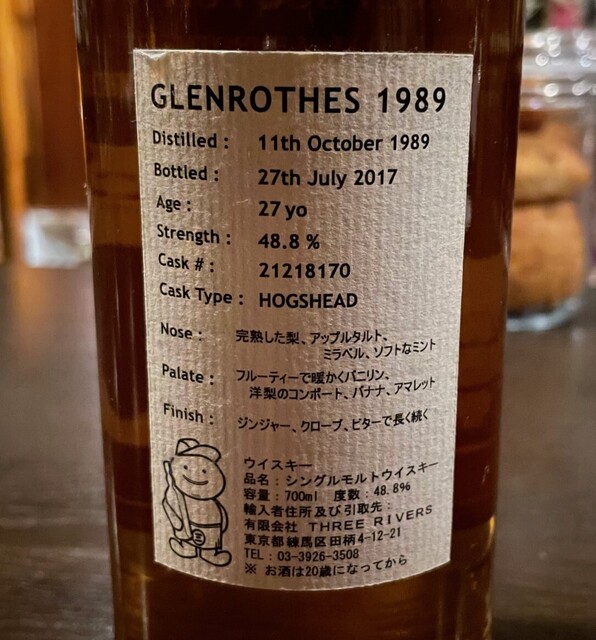 GLENROTHES 1989
Distilled : 11th October 1989
Bottled : 27th July 2017
Age : 27 yo
Strength : 48.8 %
Cask # : 21218170
Cask Type : HOGSHEAD
Nose : 完熟した梨、アップルタルト、
ミラベル、ソフトなミント
Palate : フルーティーで暖かくバニリン、
洋梨のコンポート、バナナ、アマレット
Finish : ジンジャー、クローブ、ビターで長く続く
ウイスキー
品名：シングルモルトウイスキー
容量：700ml 度数：48.8%
輸入者住所及び引取先：
有限会社 THREE RIVERS
東京都練馬区田柄4-12-21
TEL：03-3926-3508
※ お酒は20歳になってから